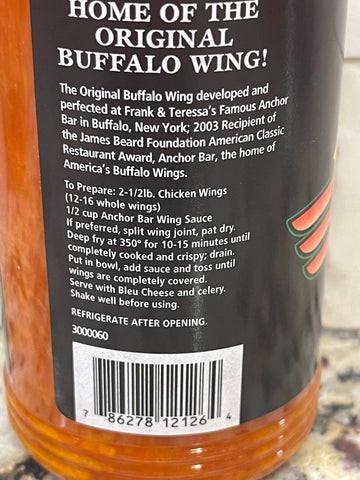 HOME OF THE
ORIGINAL
BUFFALO WING!
The Original Buffalo Wing developed and
perfected at Frank & Teressa's Famous Anchor
Bar in Buffalo, New York; 2003 Recipient of
the James Beard Foundation American Classic
Restaurant Award, Anchor Bar, the home of
America's Buffalo Wings.
To Prepare: 2-1/2lb. Chicken Wings
(12-16 whole wings)
1/2 cup Anchor Bar Wing Sauce
If preferred, split wing joint, pat dry.
Deep fry at 350° for 10-15 minutes until
completely cooked and crispy; drain.
Put in bowl, add sauce and toss until
wings are completely covered.
Serve with Bleu Cheese and celery.
Shake well before using.
REFRIGERATE AFTER OPENING.
3000060
7 86278 12126 4